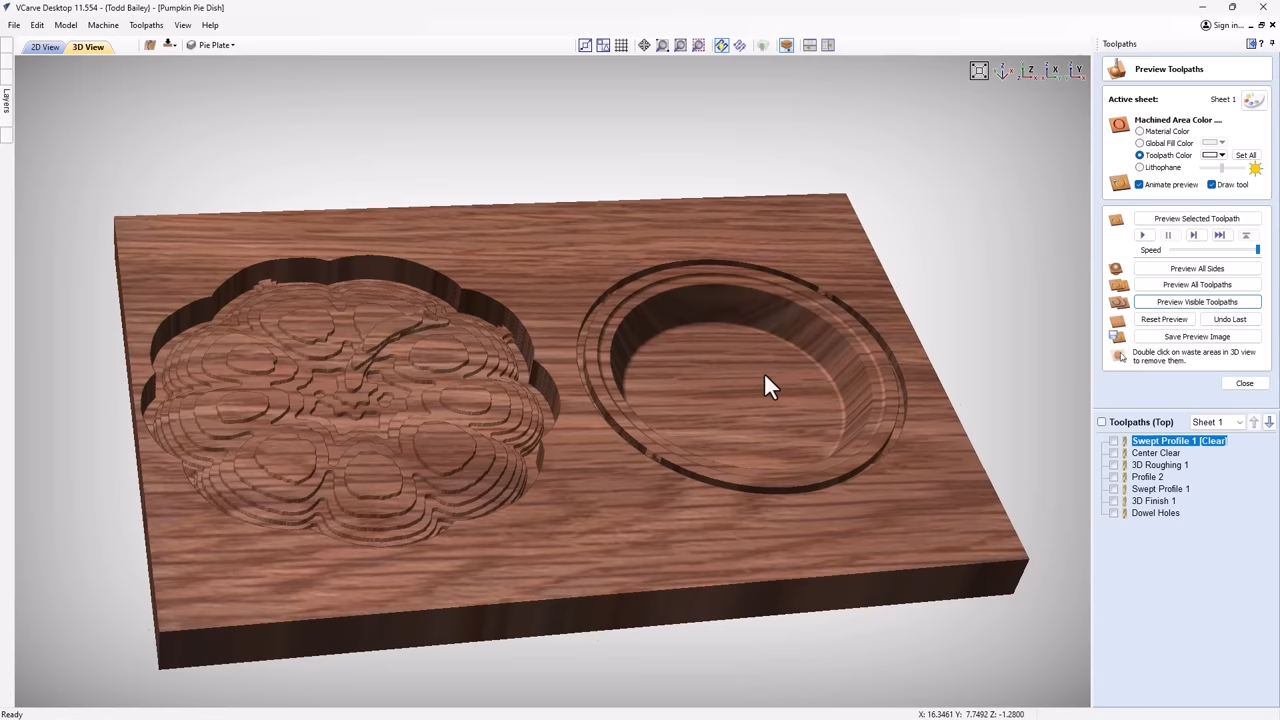 VCarve Desktop 11.554 - {Todd Bailey} - [Pumpkin Pie Dish]
File Edit Model Machine Toolpaths View Help
Sign in...
2D View 3D View Pie Plate
Toolpaths
Layers
Preview Toolpaths
Active sheet: Sheet 1
Machined Area Color ....
Material Color
Global Fill Color
Toolpath Color Set All
Lithophane
Animate preview Draw tool
Preview Selected Toolpath
Speed
Preview All Sides
Preview All Toolpaths
Preview Visible Toolpaths
Reset Preview Undo Last
Save Preview Image
Double click on waste areas in 3D view
to remove them.
Close
Toolpaths (Top) Sheet 1
Swept Profile 1 [Clear]
Center Clear
3D Roughing 1
Profile 2
Swept Profile 1
3D Finish 1
Dowel Holes
Ready
X: 16.3461 Y: 7.7492 Z: -1.2800